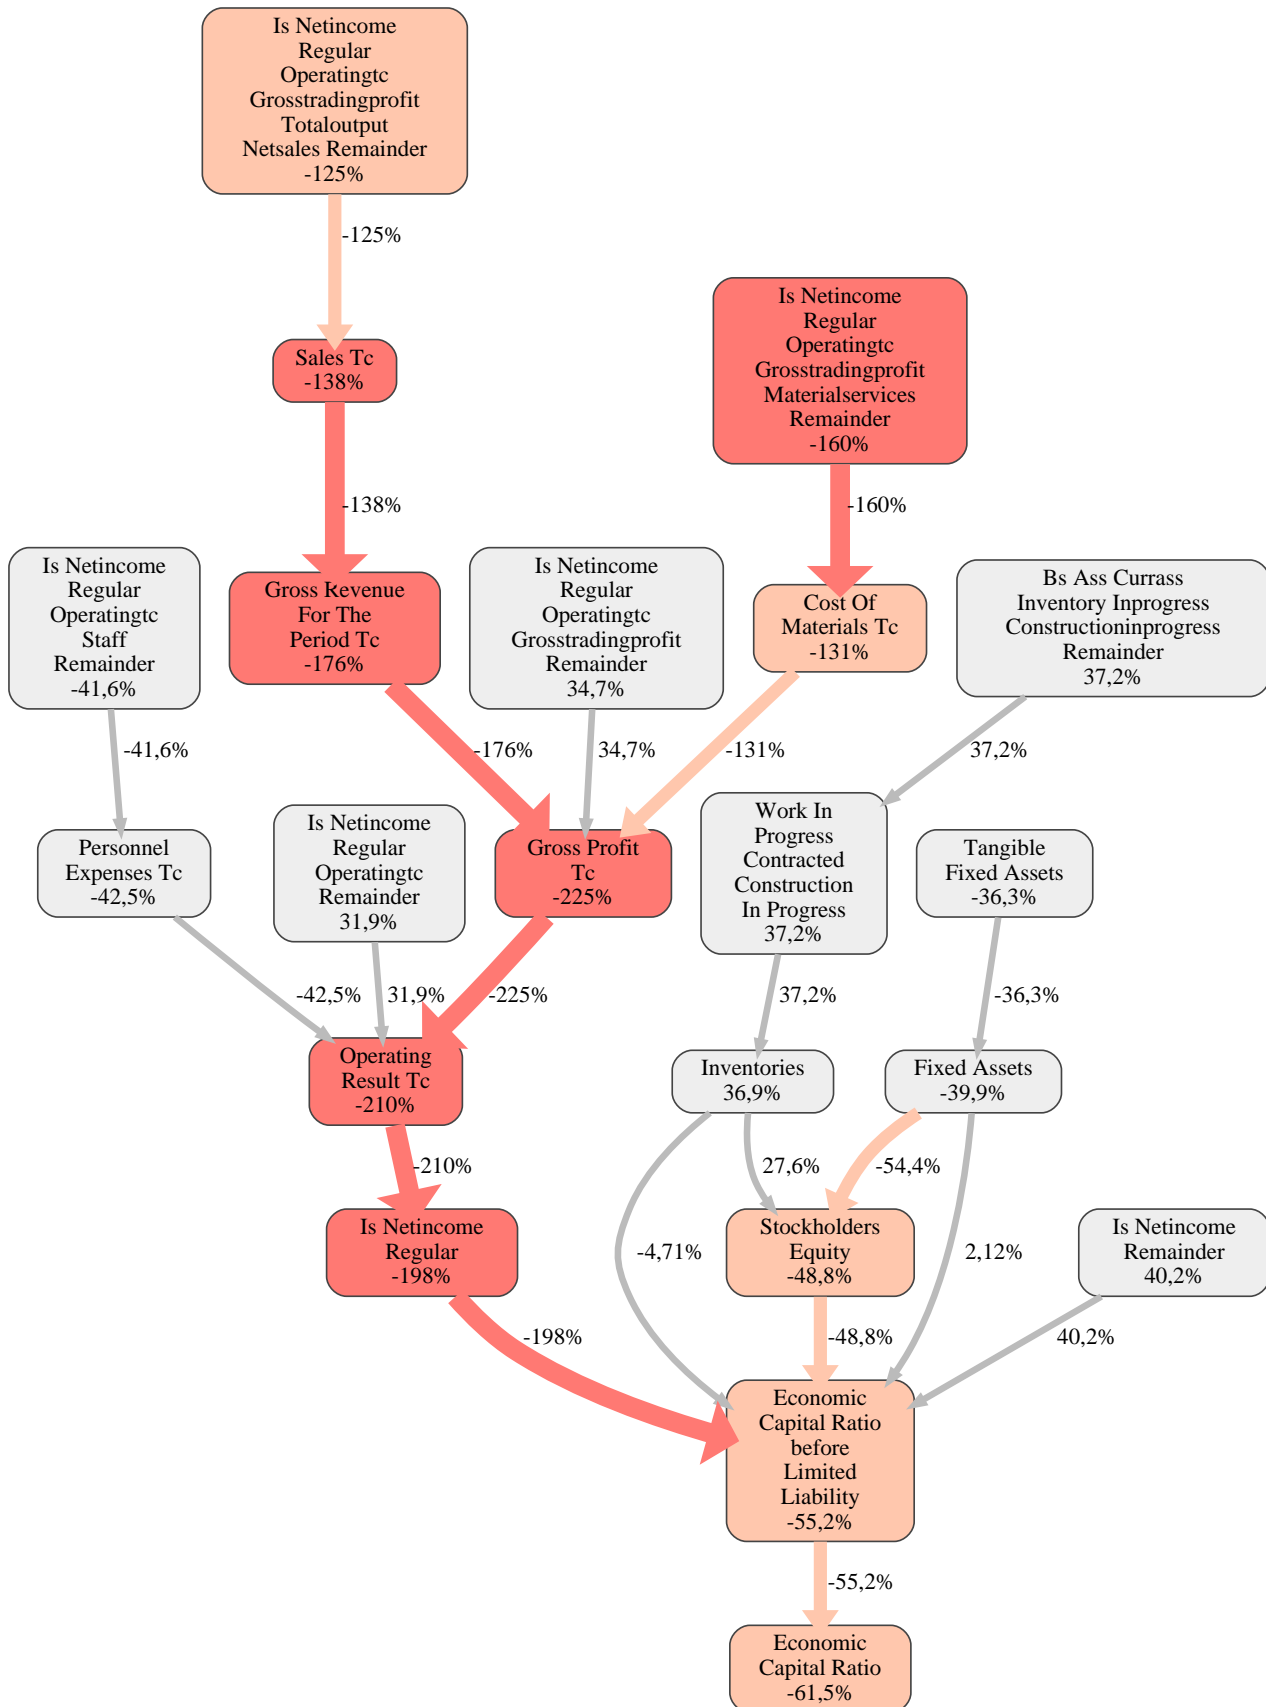 Is Netincome
Regular
Operatingtc
Grosstradingprofit
Totaloutput
Netsales Remainder
-125%
-125%
Is Netincome
Regular
Operatingtc
Grosstradingprofit
Materialservices
Remainder
-160%
Sales Tc
-138%
-138%
-160%
Is Netincome
Regular
Operatingtc
Staff
Remainder
-41,6%
Gross Revenue
For The
Period Tc
-176%
Is Netincome
Regular
Operatingtc
Grosstradingprofit
Remainder
34,7%
Cost Of
Materials Tc
-131%
Bs Ass Currass
Inventory Inprogress
Constructioninprogress
Remainder
37,2%
-41,6%
-176%
34,7%
-131%
37,2%
Personnel
Expenses Tc
-42,5%
Is Netincome
Regular
Operatingtc
Remainder
31,9%
Gross Profit
Tc
-225%
Work In
Progress
Contracted
Construction
In Progress
37,2%
Tangible
Fixed Assets
-36,3%
-42,5%
31,9%
-225%
37,2%
-36,3%
Operating
Result Tc
-210%
Inventories
36,9%
Fixed Assets
-39,9%
-210%
27,6%
-54,4%
Is Netincome
Regular
-198%
-4,71%
Stockholders
Equity
-48,8%
2,12%
Is Netincome
Remainder
40,2%
-198%
-48,8%
40,2%
Economic
Capital Ratio
before
Limited
Liability
-55,2%
-55,2%
Economic
Capital Ratio
-61,5%